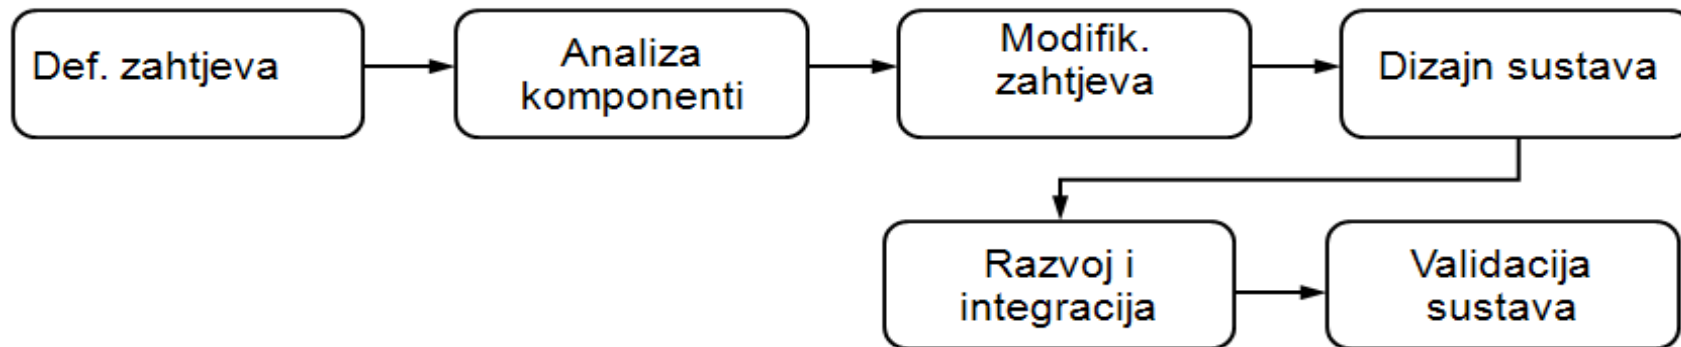 Def. zahtjeva
Analiza
komponenti
Modifik.
zahtjeva
Dizajn sustava
Razvoj i
integracija
Validacija
sustava